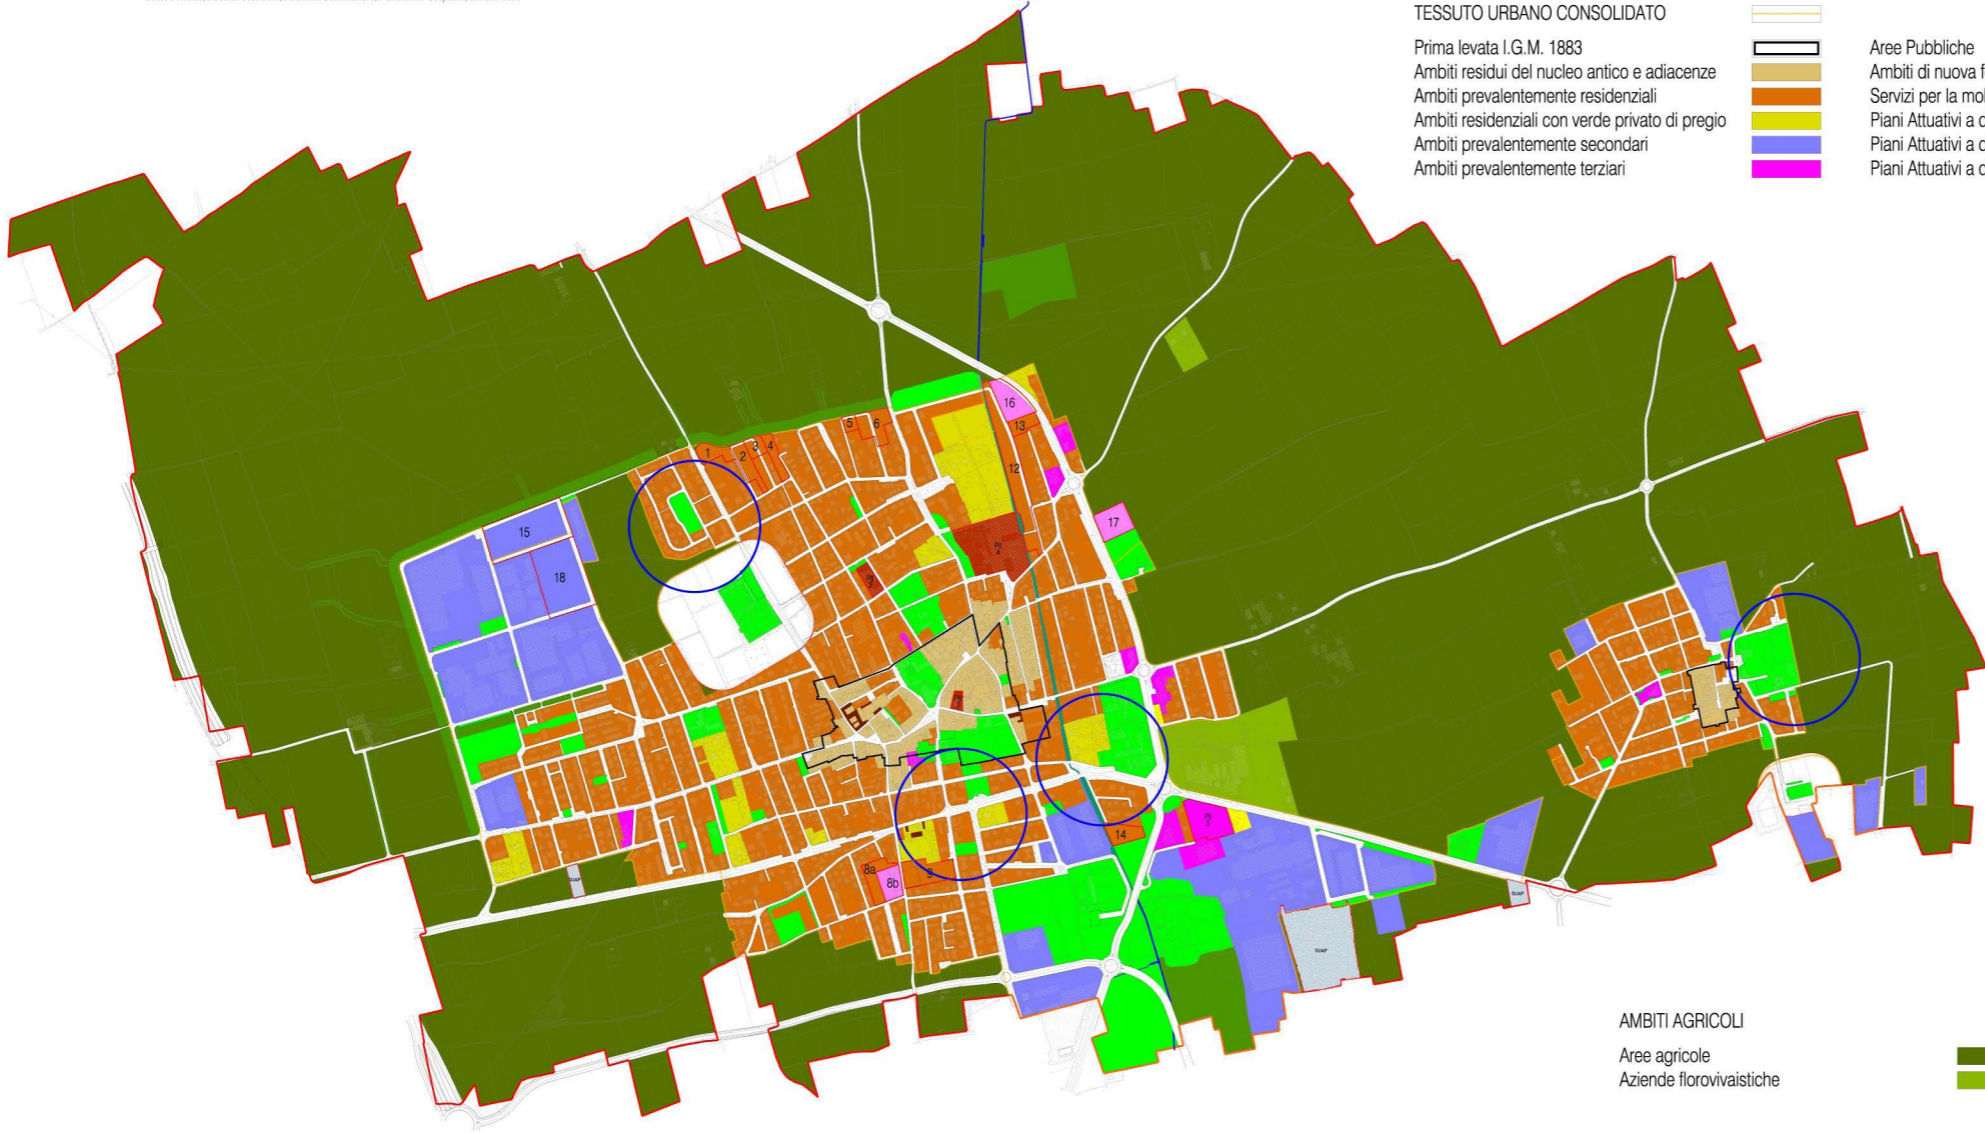 TESSUTO URBANO CONSOLIDATO
Prima levata I.G.M. 1883
Ambiti residui del nucleo antico e adiacenze
Ambiti prevalentemente residenziali
Ambiti residenziali con verde privato di pregio
Ambiti prevalentemente secondari
Ambiti prevalentemente terziari
Aree Pubbliche
Ambiti di nuova f
Servizi per la mo
Piani Attuativi a
Piani Attuativi a
Piani Attuativi a
16
13
5
6
12
1
2
3
4
17
15
18
14
8a
8b
9
SUAP
AMBITI AGRICOLI
Aree agricole
Aziende florovivaistiche